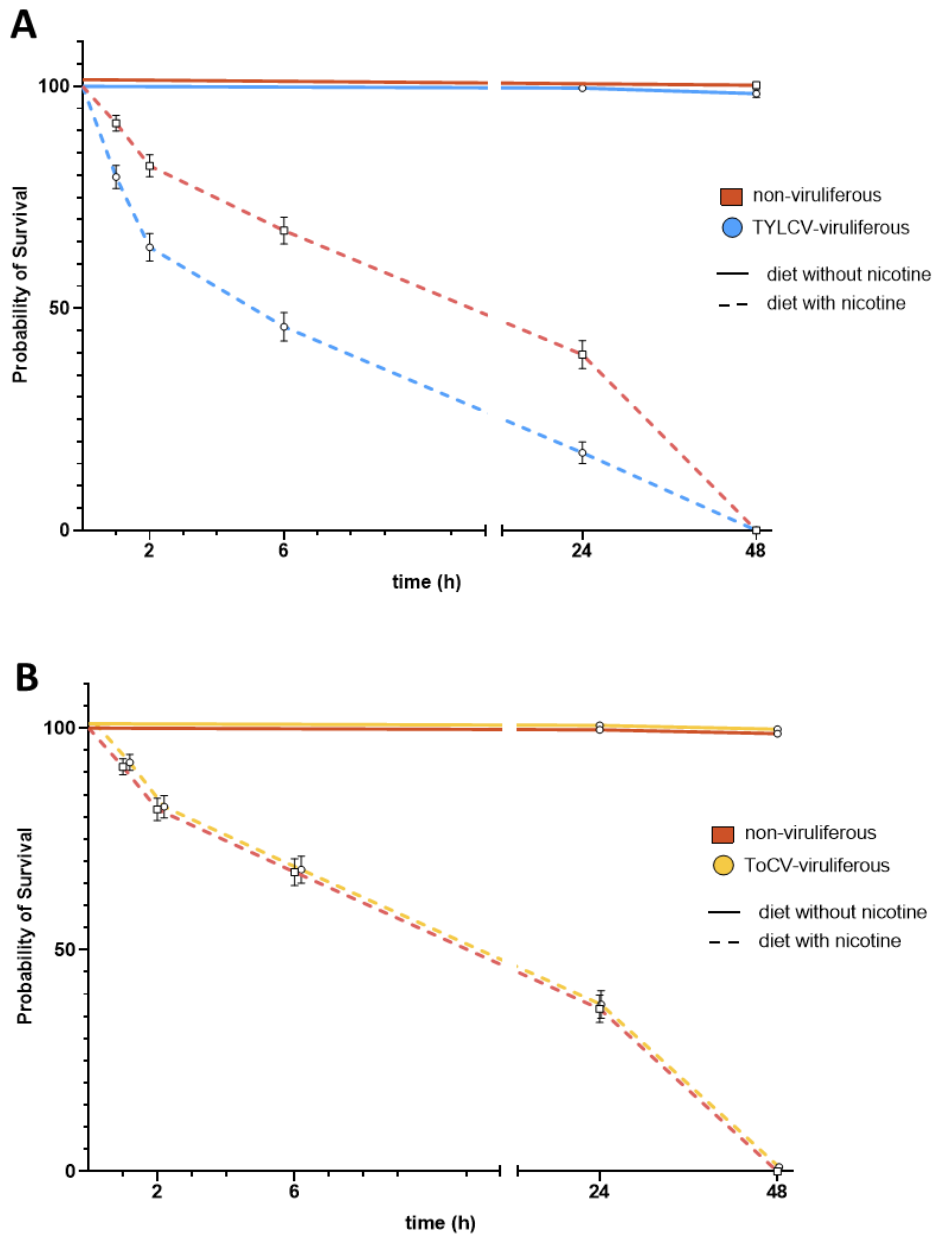 A
100
50
0
Probability of Survival
2
6
24
48
time (h)
non-viruliferous
TYLCV-viruliferous
diet without nicotine
diet with nicotine
B
100
50
0
Probability of Survival
2
6
24
48
time (h)
non-viruliferous
ToCV-viruliferous
diet without nicotine
diet with nicotine